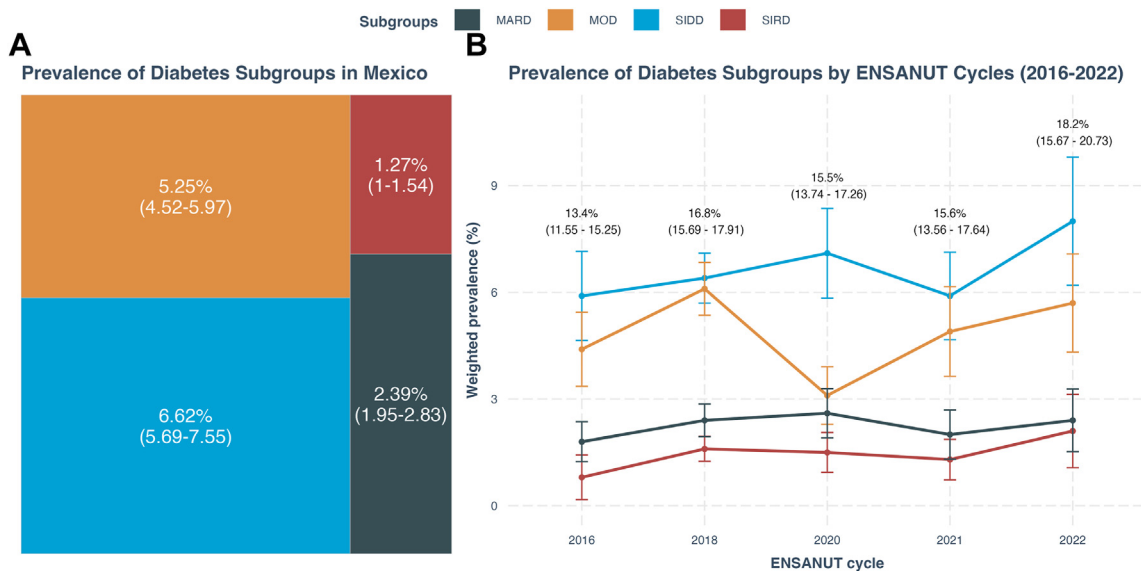 Subgroups MARD MOD SIDD SIRD
A
Prevalence of Diabetes Subgroups in Mexico
5.25%
(4.52-5.97)
1.27%
(1-1.54)
6.62%
(5.69-7.55)
2.39%
(1.95-2.83)
B
Prevalence of Diabetes Subgroups by ENSANUT Cycles (2016-2022)
Weighted prevalence (%)
9
6
3
0
13.4%
(11.55 - 15.25)
16.8%
(15.69 - 17.91)
15.5%
(13.74 - 17.26)
15.6%
(13.56 - 17.64)
18.2%
(15.67 - 20.73)
2016 2018 2020 2021 2022
ENSANUT cycle